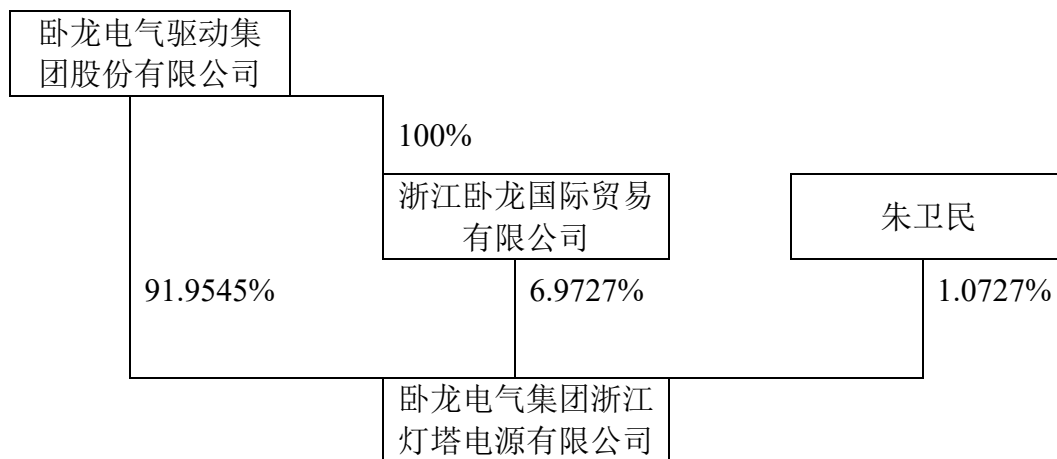 卧龙电气驱动集
团股份有限公司
100%
浙江卧龙国际贸易
有限公司
朱卫民
91.9545%
6.9727%
1.0727%
卧龙电气集团浙江
灯塔电源有限公司